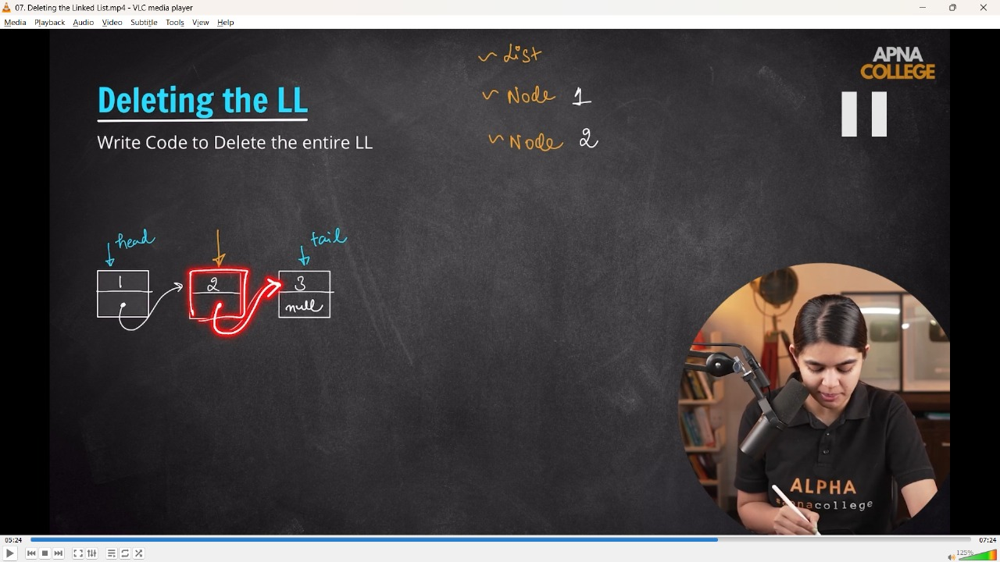 07. Deleting the Linked List.mp4 - VLC media player
Media Playback Audio Video Subtitle Tools View Help
~ List
APNA
COLLEGE
Deleting the LL
~ Node 1
Write Code to Delete the entire LL
~ Node 2
head
tail
1
2
3
null
ALPHA
college
05:24
07:24
125%